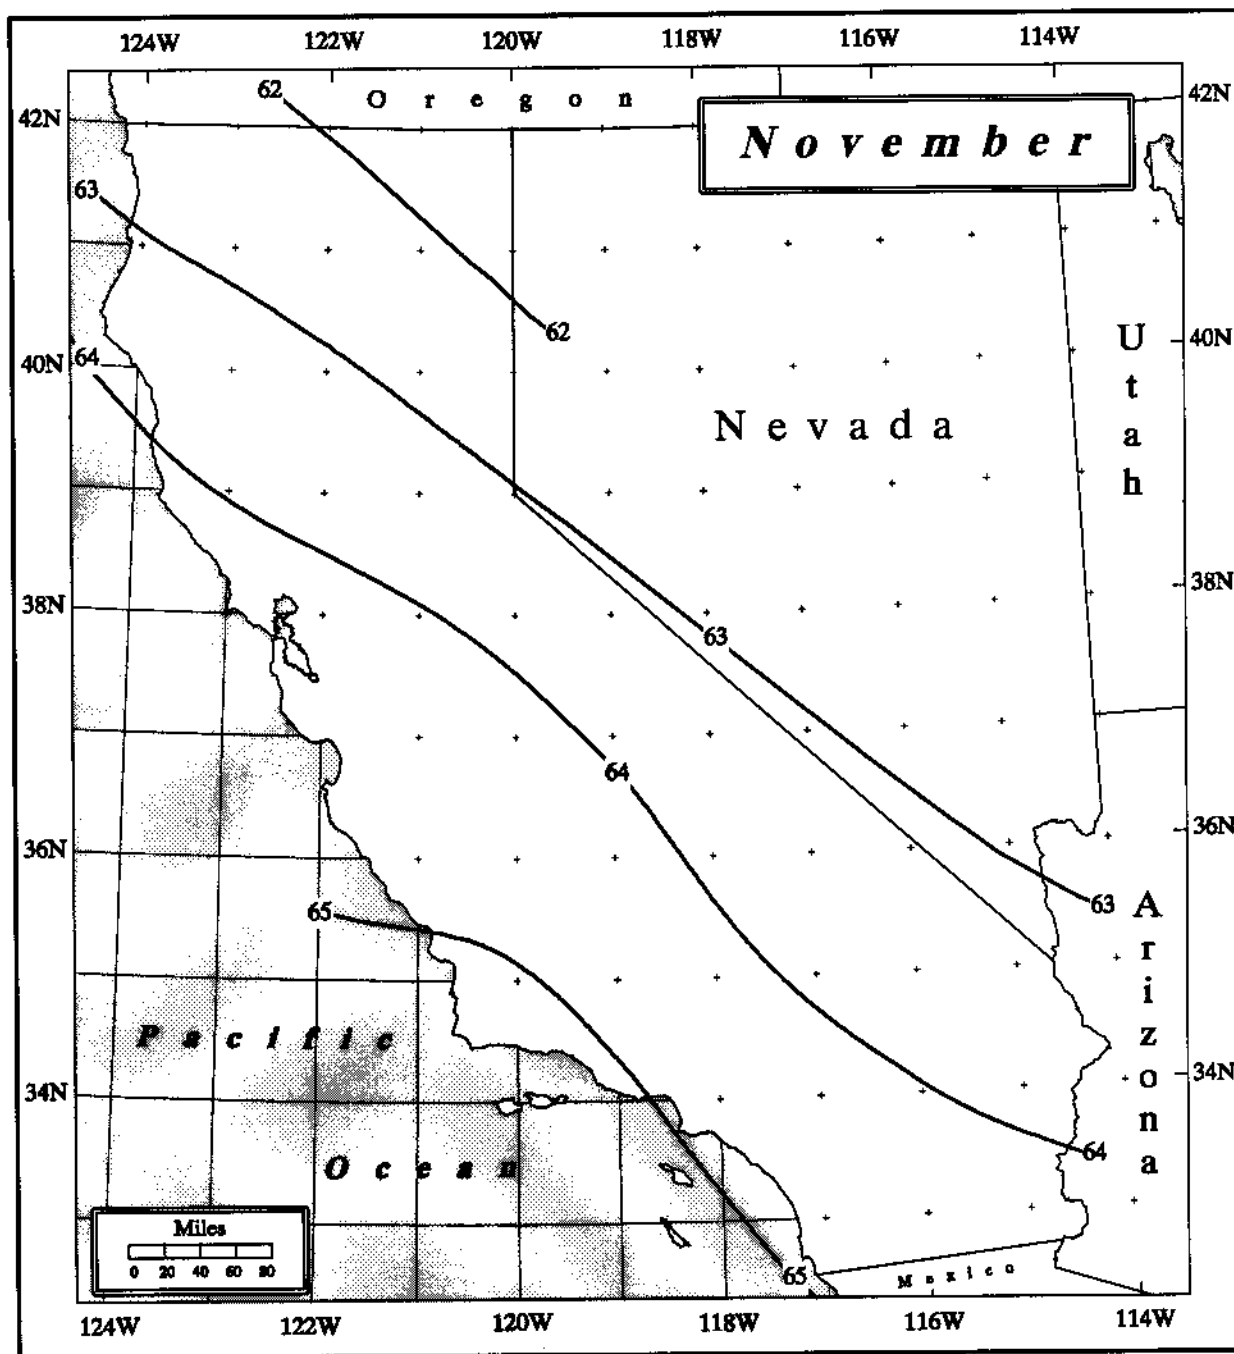 124W 122W 120W 118W 116W 114W
62 Oregon 42N
42N November
63
Utah
62
40N
64
40N
Nevada
38N
38N
63
64
36N
36N
65
63
Arizona
Pacific
34N
34N
64
Ocean
Miles
0 20 40 60 80
65
Mexico
124W 122W 120W 118W 116W 114W